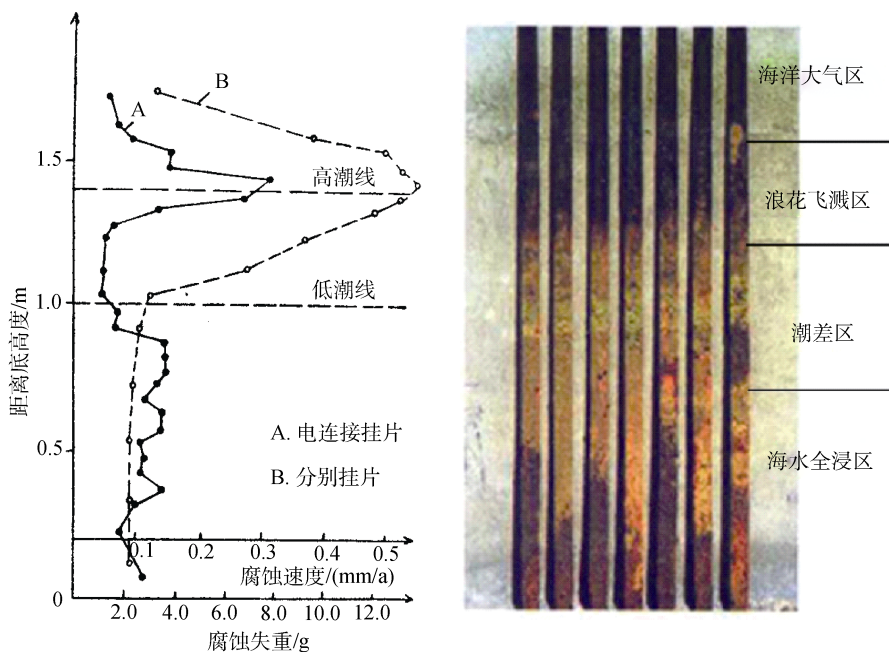 B
A
1.5
高潮线
1.0
低潮线
距离底高度/m
0.5
A. 电连接挂片
B. 分别挂片
0.1
0.2
0.3
0.4
0.5
腐蚀速度/(mm/a)
0
2.0
4.0
6.0
8.0
10.0
12.0
腐蚀失重/g
海洋大气区
浪花飞溅区
潮差区
海水全浸区